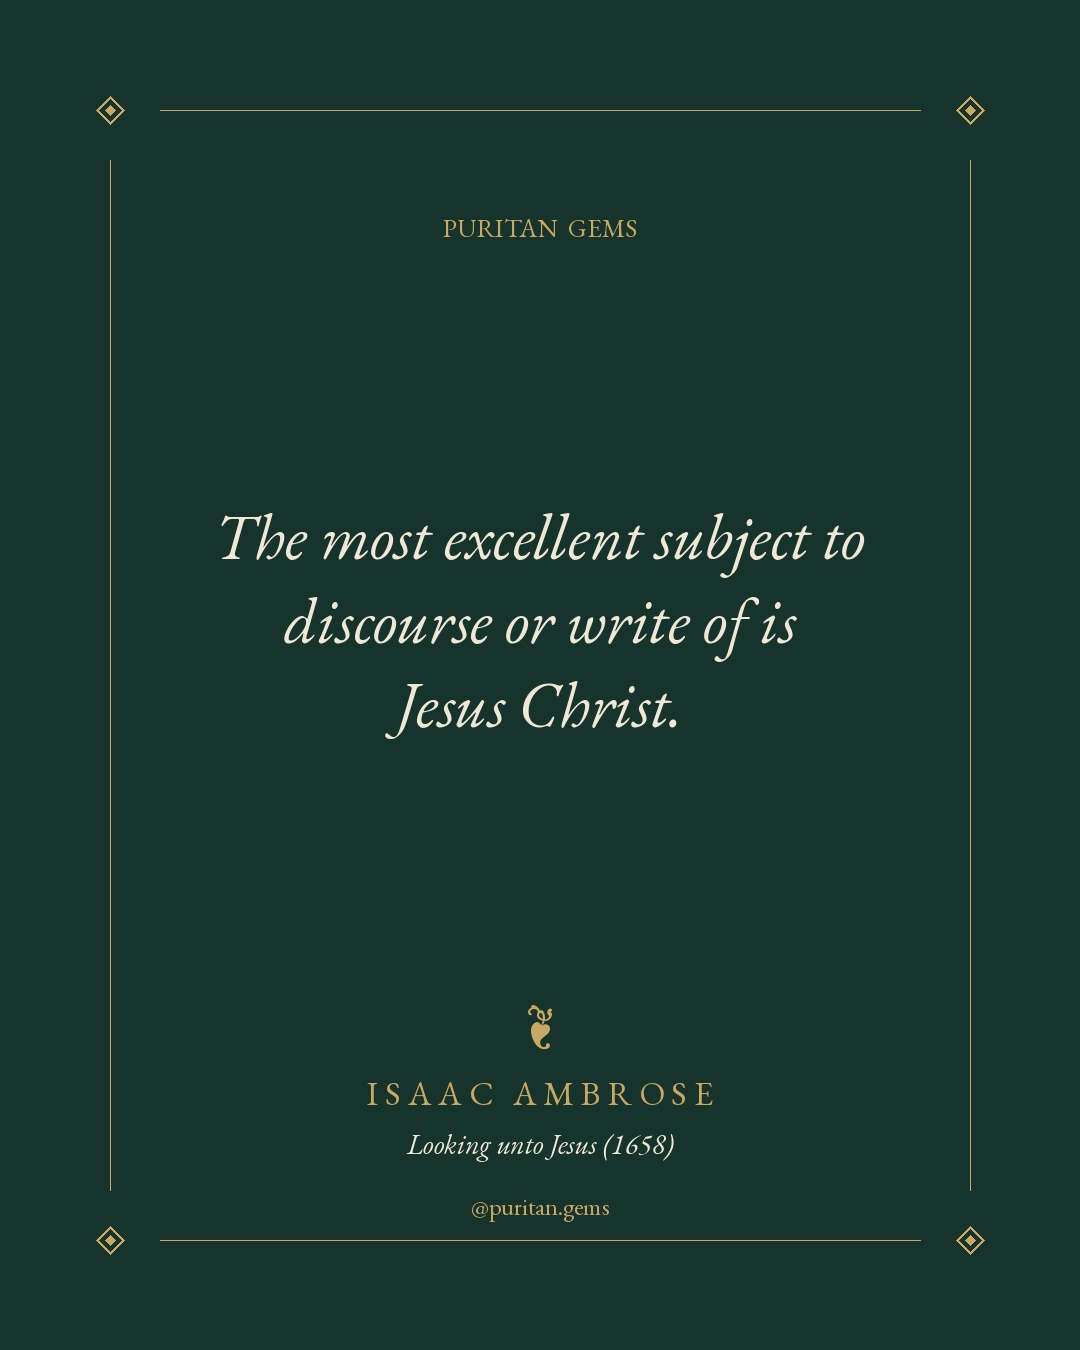 PURITAN GEMS
The most excellent subject to
discourse or write of is
Jesus Christ.
ISAAC AMBROSE
Looking unto Jesus (1658)
@puritan.gems